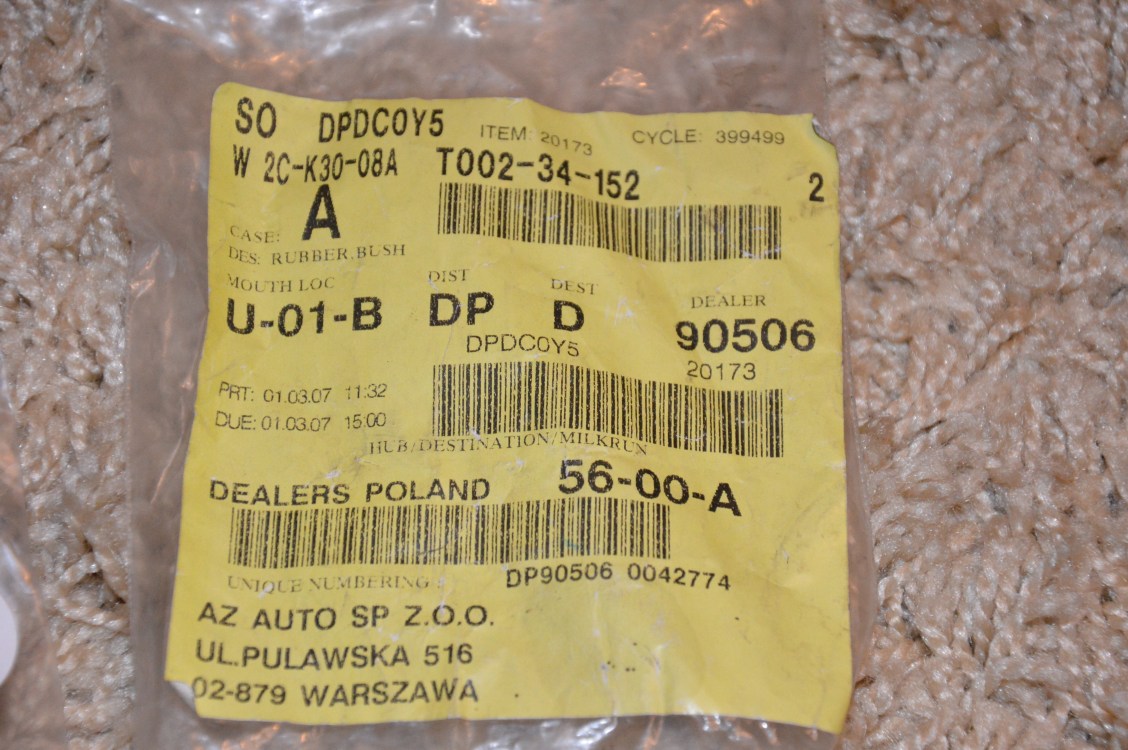 SO DPDC0Y5 ITEM: 20173 CYCLE: 399499
W 2C-K30-08A T002-34-152 2
CASE: A
DES: RUBBER,BUSH
MOUTH LOC DIST DEST DEALER
U-01-B DP D 90506
DPDC0Y5 20173
PRT: 01.03.07 11:32
DUE: 01.03.07 15:00
HUB/DESTINATION/MILKRUN
DEALERS POLAND 56-00-A
UNIQUE NUMBERING DP90506 0042774
AZ AUTO SP Z.O.O.
UL.PULAWSKA 516
02-879 WARSZAWA